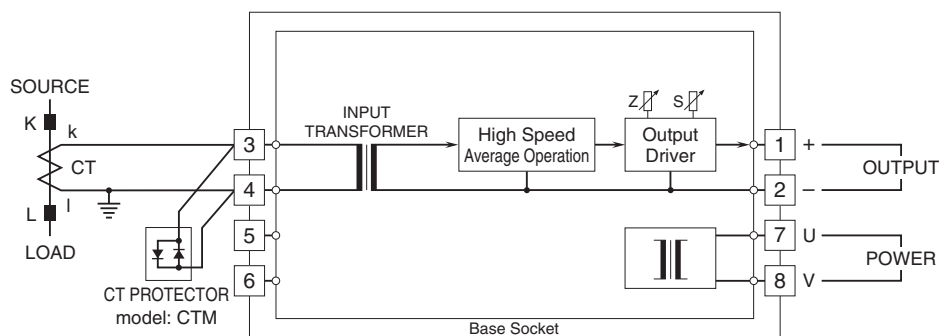 SOURCE
K
k
CT
L
l
LOAD
CT PROTECTOR
model: CTM
3
4
5
6
INPUT
TRANSFORMER
High Speed
Average Operation
Z
S
Output
Driver
1
+
2
–
OUTPUT
7
U
8
V
POWER
Base Socket